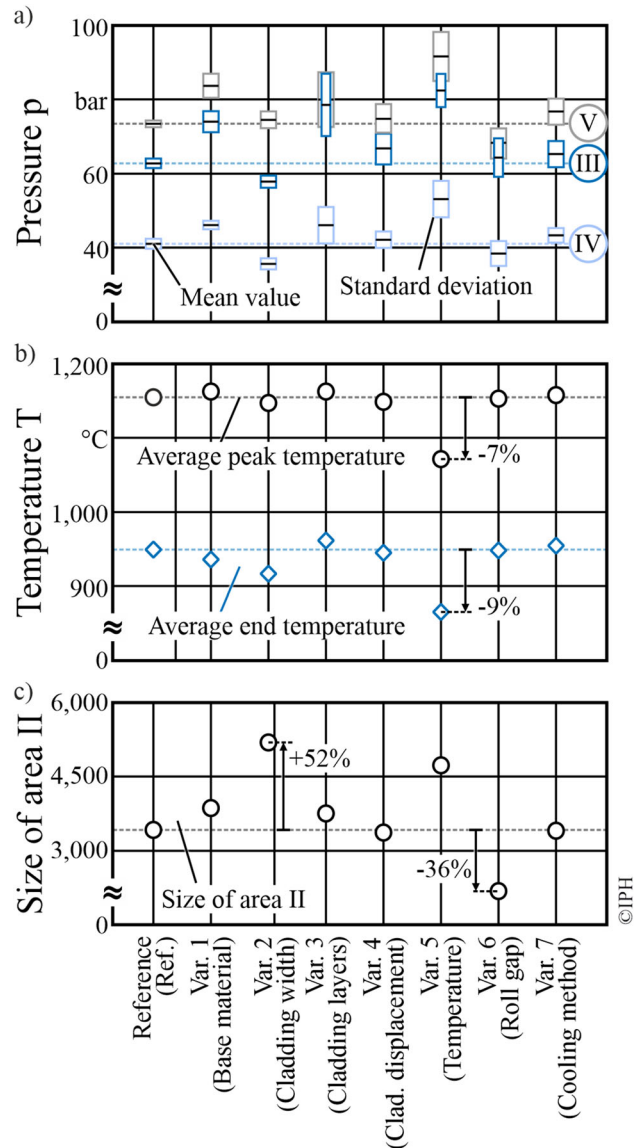 a)
100
bar
60
40
≈
0
Pressure p
V
III
IV
Mean value
Standard deviation
b)
1,200
°C
1,000
900
≈
0
Temperature T
Average peak temperature
-7%
Average end temperature
-9%
c)
6,000
4,500
3,000
≈
0
Size of area II
+52%
-36%
Size of area II
Reference
(Ref.)
Var. 1
(Base material)
Var. 2
(Cladding width)
Var. 3
(Cladding layers)
Var. 4
(Clad. displacement)
Var. 5
(Temperature)
Var. 6
(Roll gap)
Var. 7
(Cooling method)
©IPH